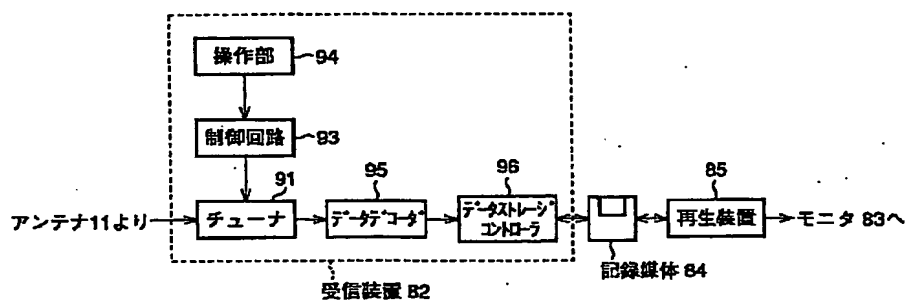 操作部
94
制御回路
93
91
95
96
85
アンテナ11より
チューナ
データデコーダ
データストレージ
コントローラ
再生装置
モニタ 83へ
記録媒体 84
受信装置 82